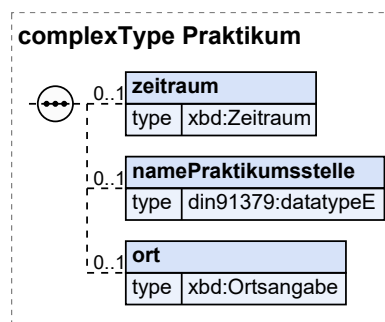 complexType Praktikum
0..1 zeitraum
type xbd:Zeitraum
0..1 namePraktikumsstelle
type din91379:datatypeE
0..1 ort
type xbd:Ortsangabe